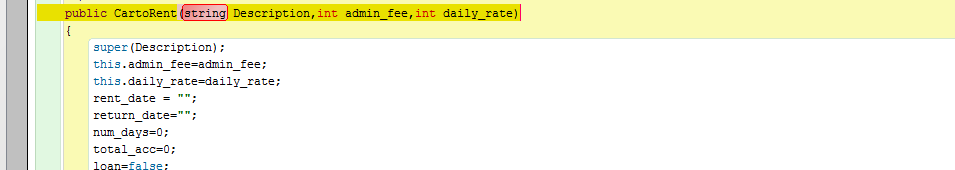 public CartoRent(string Description,int admin_fee,int daily_rate)
{
super(Description);
this.admin_fee=admin_fee;
this.daily_rate=daily_rate;
rent_date = "";
return_date="";
num_days=0;
total_acc=0;
loan=false;